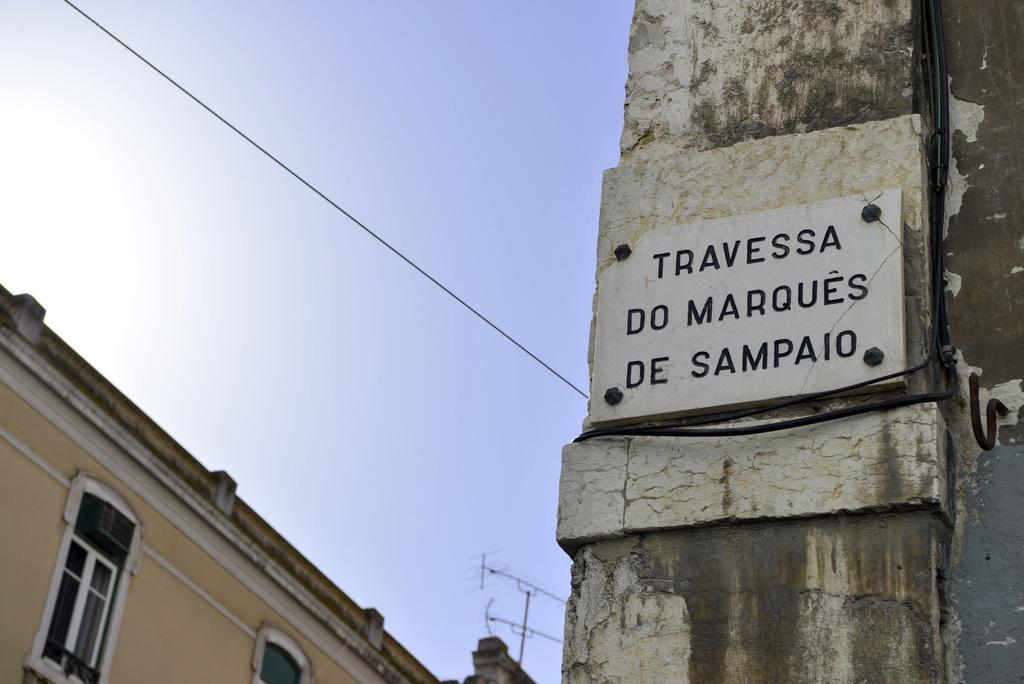 TRAVESSA
DO MARQUÊS
DE SAMPAIO